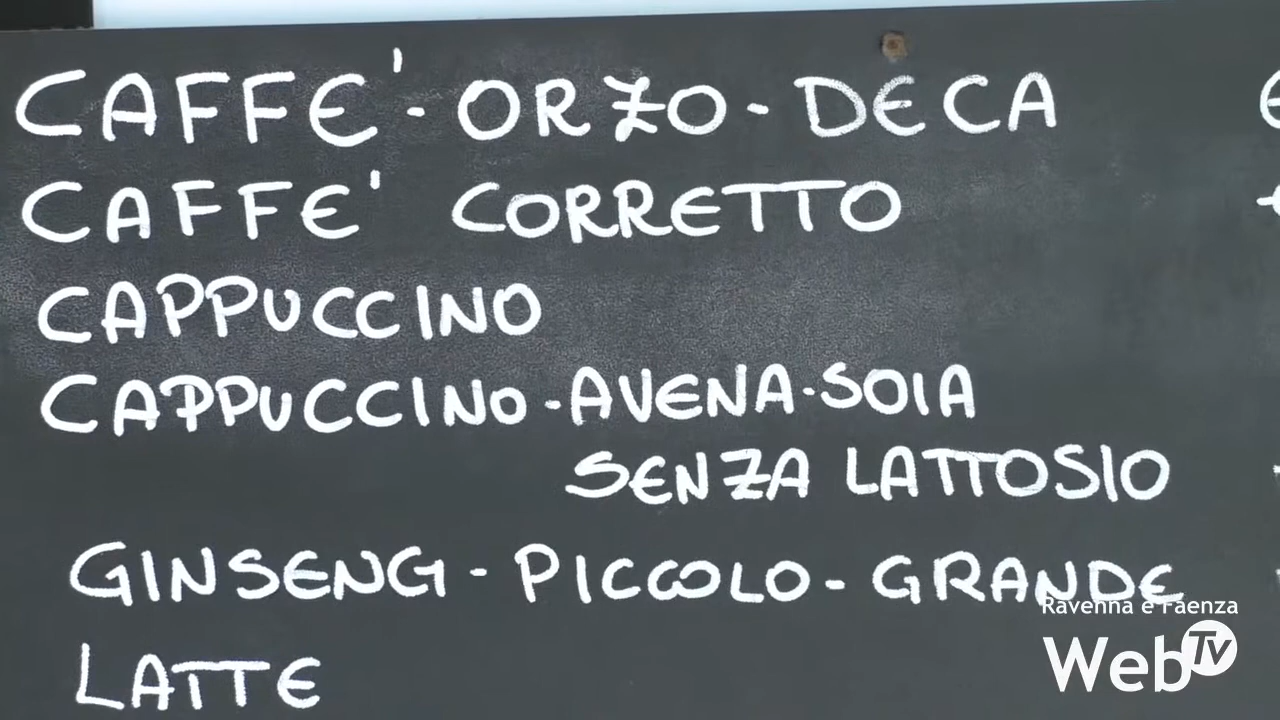 CAFFE' - ORZO - DECA
CAFFE' CORRETTO
CAPPUCCINO
CAPPUCCINO - AVENA - SOIA
SENZA LATTOSIO
GINSENG - PICCOLO - GRANDE
LATTE
Ravenna e Faenza
WebTv